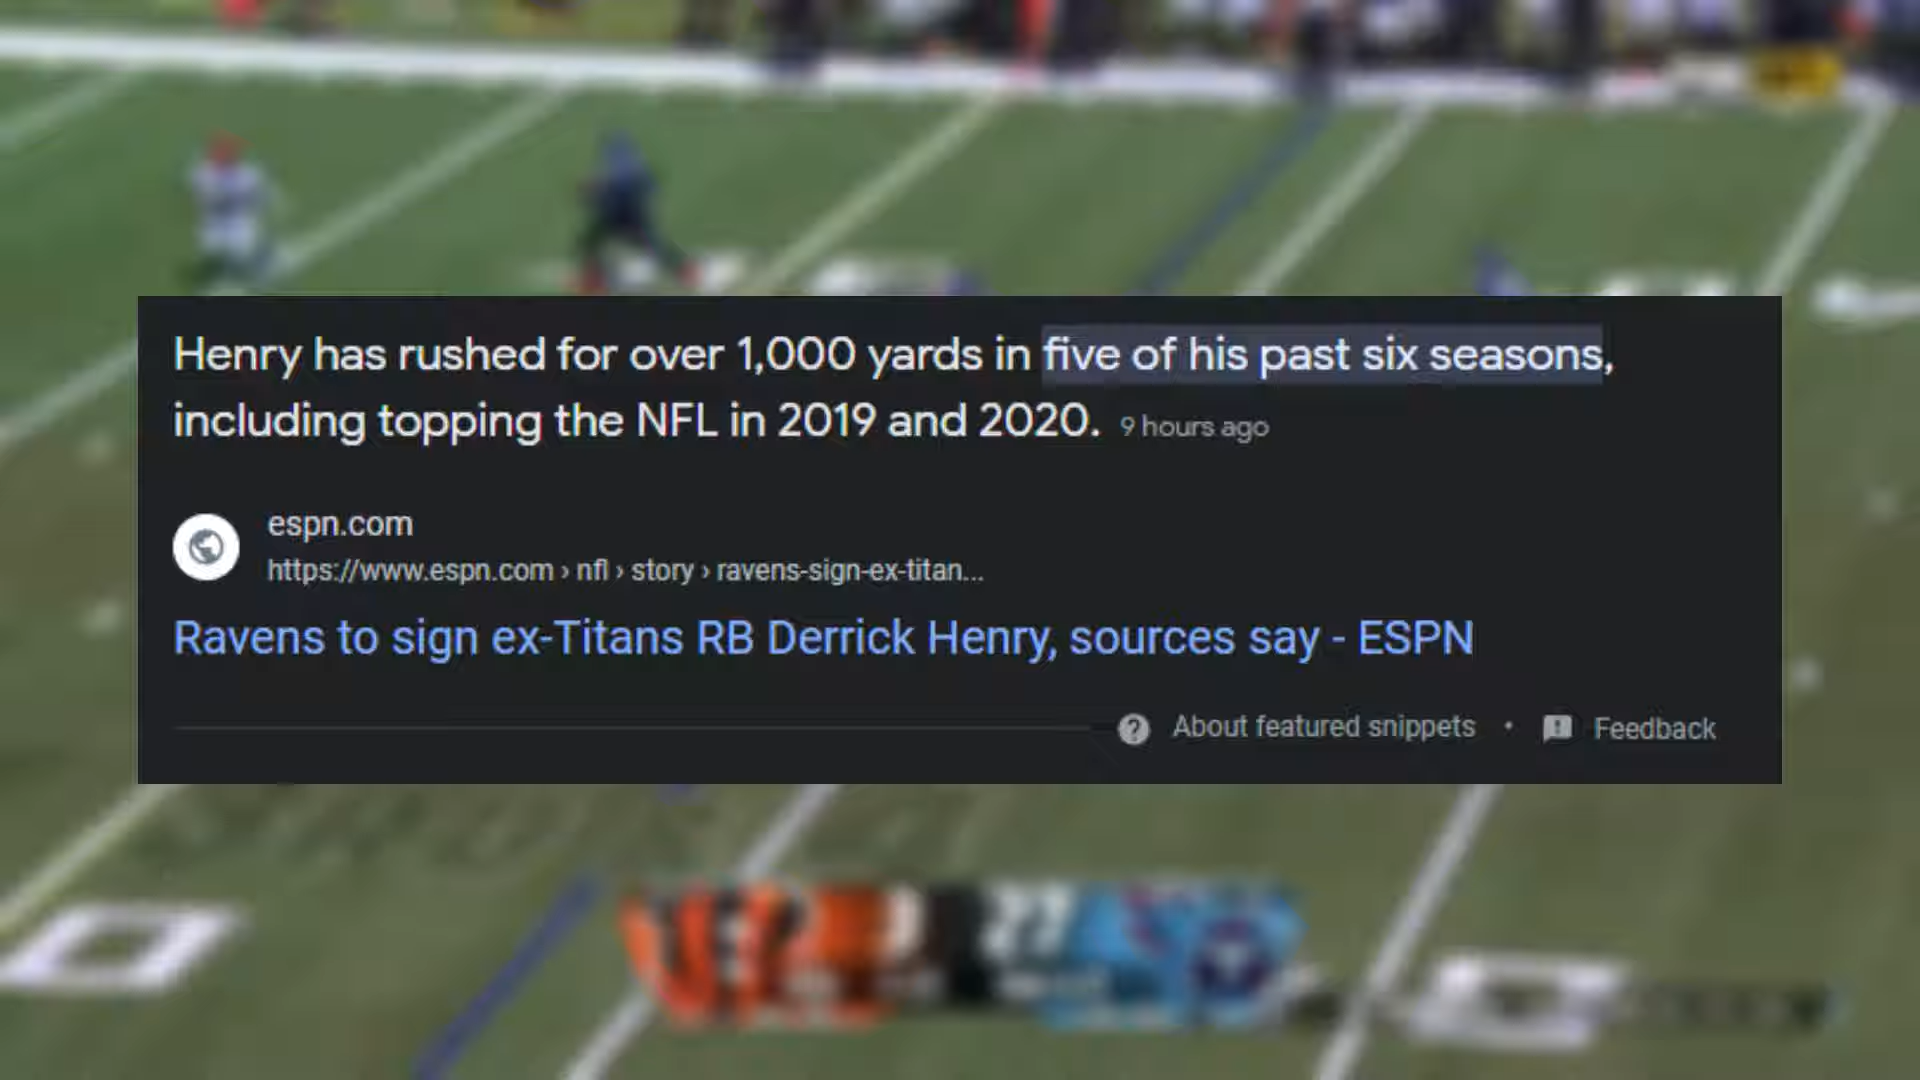 Henry has rushed for over 1,000 yards in five of his past six seasons,
including topping the NFL in 2019 and 2020. 9 hours ago
espn.com
https://www.espn.com › nfl › story › ravens-sign-ex-titan...
Ravens to sign ex-Titans RB Derrick Henry, sources say - ESPN
About featured snippets • Feedback